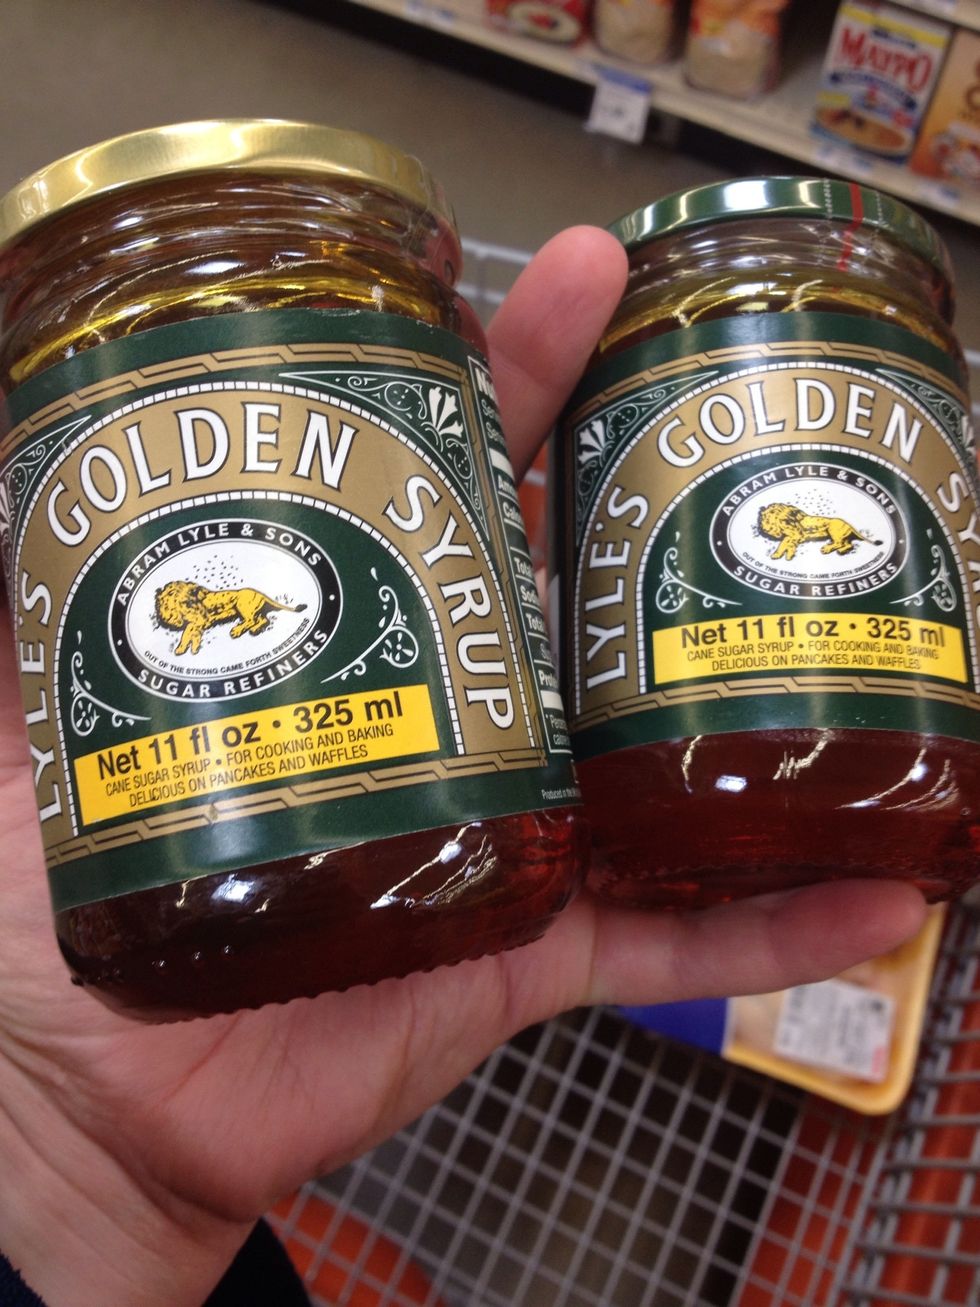 MAYPO
LYLE'S GOLDEN SYRUP
ABRAM LYLE & SONS
OUT OF THE STRONG CAME FORTH SWEETNESS
SUGAR REFINERS
Net 11 fl oz • 325 ml
CANE SUGAR SYRUP • FOR COOKING AND BAKING
DELICIOUS ON PANCAKES AND WAFFLES
LYLE'S GOLDEN SY
ABRAM LYLE & SONS
OUT OF THE STRONG CAME FORTH SWEETNESS
SUGAR REFINERS
Net 11 fl oz • 325 ml
CANE SUGAR SYRUP • FOR COOKING AND BAKING
DELICIOUS ON PANCAKES AND WAFFLES